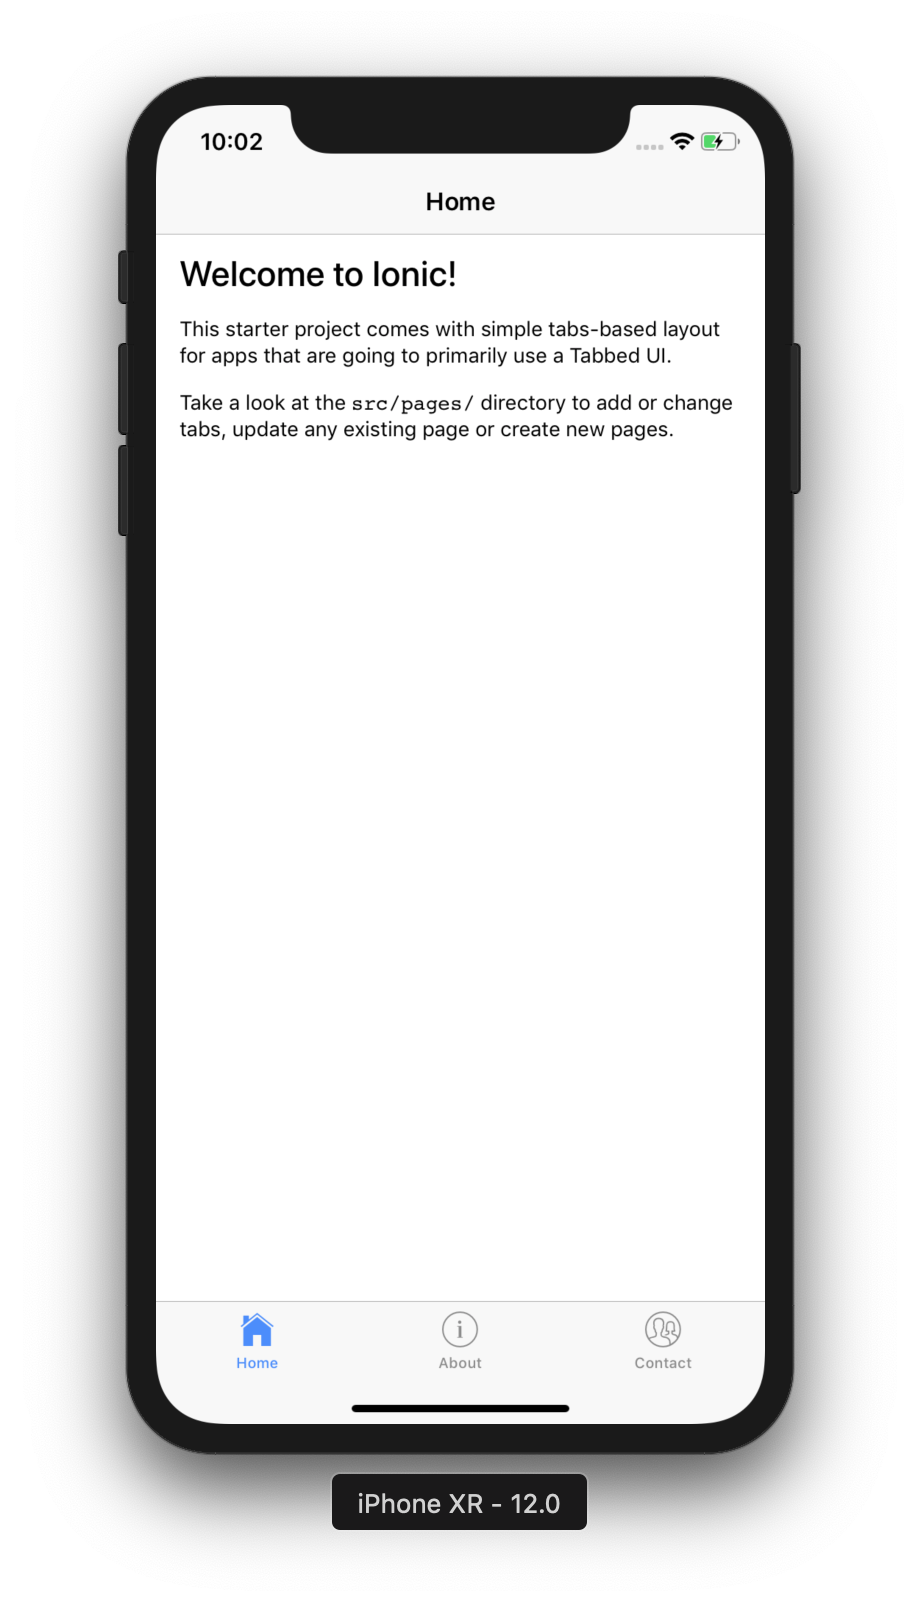 10:02
Home
Welcome to Ionic!
This starter project comes with simple tabs-based layout
for apps that are going to primarily use a Tabbed UI.
Take a look at the src/pages/ directory to add or change
tabs, update any existing page or create new pages.
Home
About
Contact
iPhone XR - 12.0